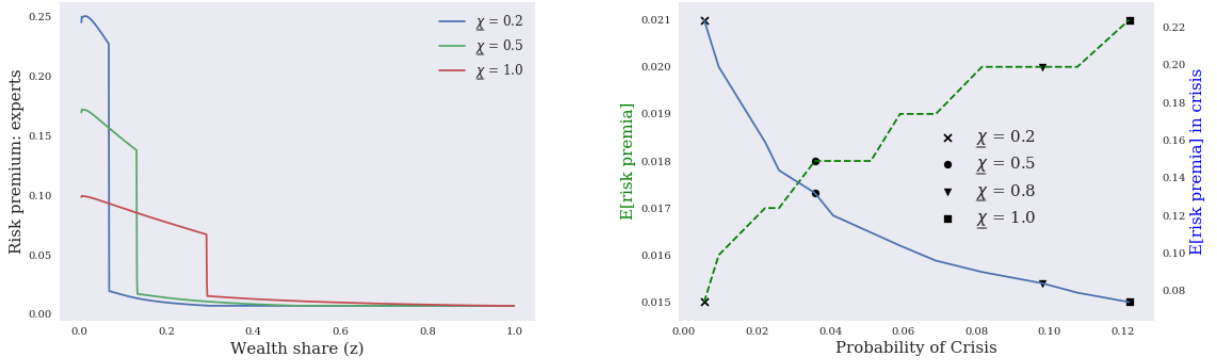 0.25
0.20
0.15
0.10
0.05
0.00
Risk premium: experts
χ = 0.2
χ = 0.5
χ = 1.0
0.0 0.2 0.4 0.6 0.8 1.0
Wealth share (z)
0.021
0.020
0.019
0.018
0.017
0.016
0.015
E[risk premia]
χ = 0.2
χ = 0.5
χ = 0.8
χ = 1.0
0.22
0.20
0.18
0.16
0.14
0.12
0.10
0.08
E[risk premia] in crisis
0.00 0.02 0.04 0.06 0.08 0.10 0.12
Probability of Crisis